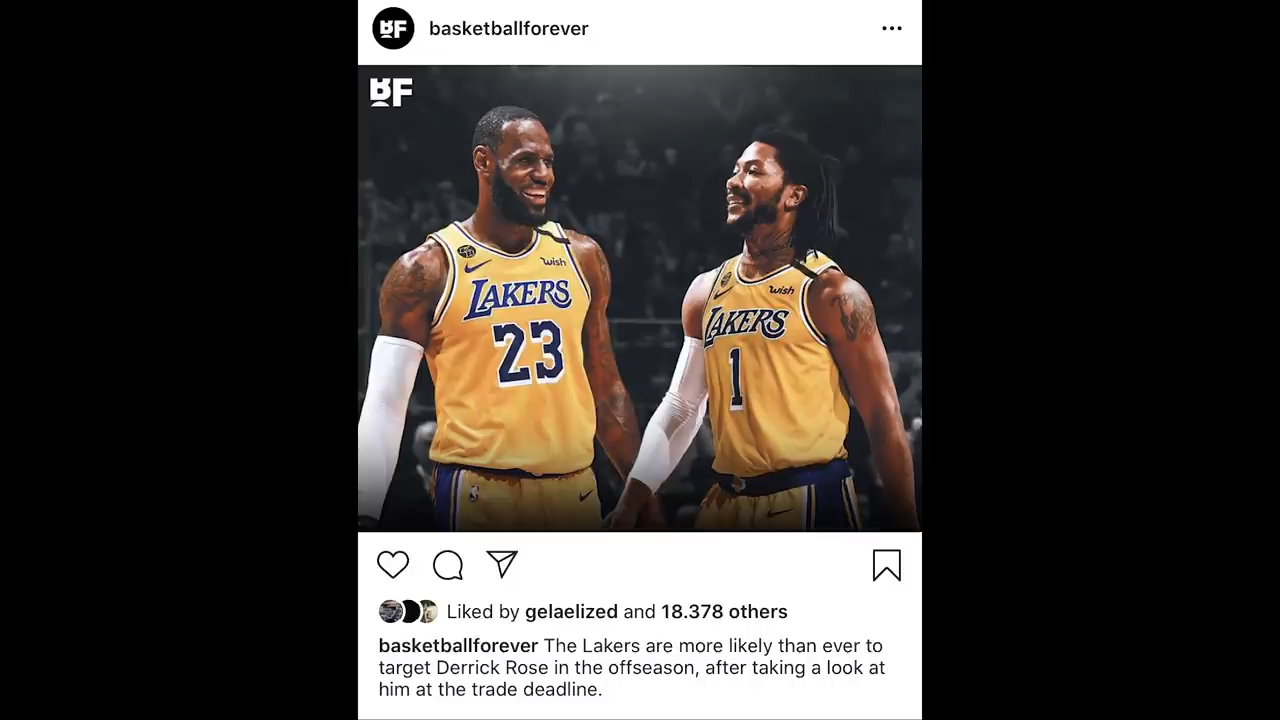 BF basketballforever
BF
wish
LAKERS
23
wish
LAKERS
1
Liked by gelaelized and 18.378 others
basketballforever The Lakers are more likely than ever to
target Derrick Rose in the offseason, after taking a look at
him at the trade deadline.